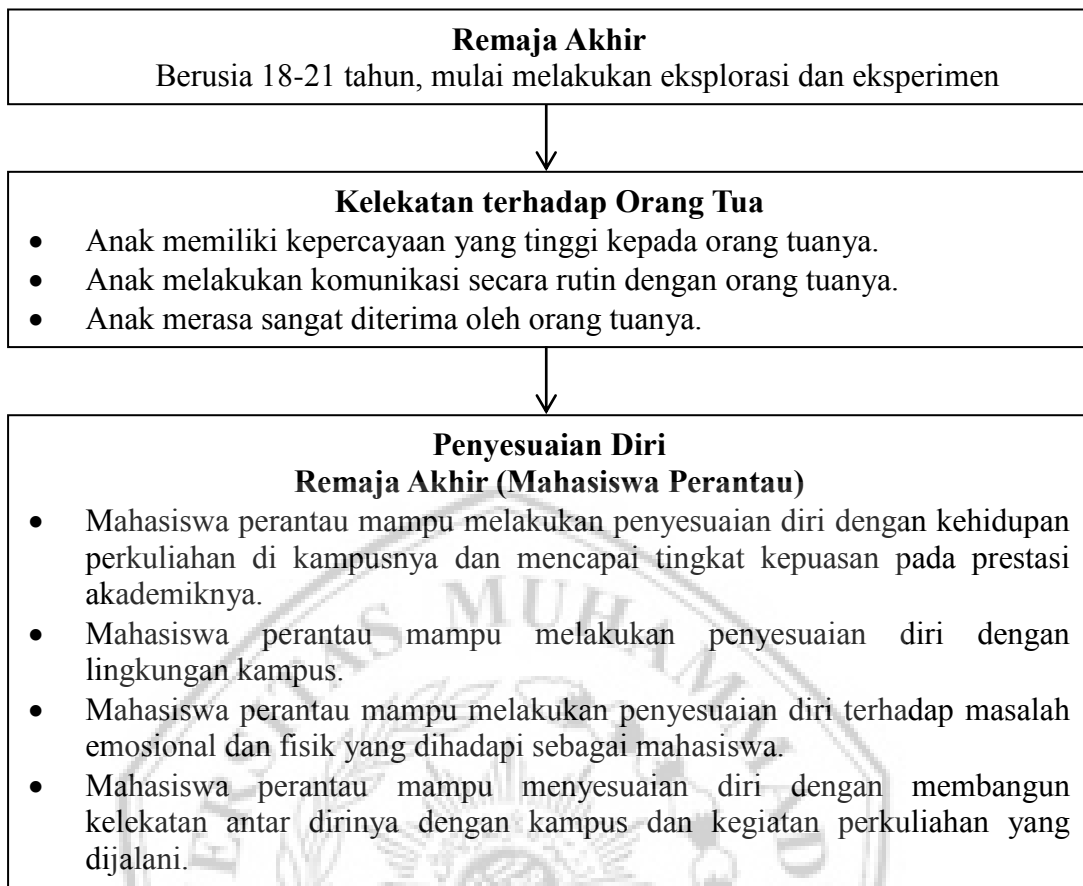 Remaja Akhir
Berusia 18-21 tahun, mulai melakukan eksplorasi dan eksperimen
Kelekatan terhadap Orang Tua
• Anak memiliki kepercayaan yang tinggi kepada orang tuanya.
• Anak melakukan komunikasi secara rutin dengan orang tuanya.
• Anak merasa sangat diterima oleh orang tuanya.
Penyesuaian Diri
Remaja Akhir (Mahasiswa Perantau)
• Mahasiswa perantau mampu melakukan penyesuaian diri dengan kehidupan
perkuliahan di kampusnya dan mencapai tingkat kepuasan pada prestasi
akademiknya.
• Mahasiswa perantau mampu melakukan penyesuaian diri dengan
lingkungan kampus.
• Mahasiswa perantau mampu melakukan penyesuaian diri terhadap masalah
emosional dan fisik yang dihadapi sebagai mahasiswa.
• Mahasiswa perantau mampu menyesuaian diri dengan membangun
kelekatan antar dirinya dengan kampus dan kegiatan perkuliahan yang
dijalani.
ERSITAS MUHAMMAD